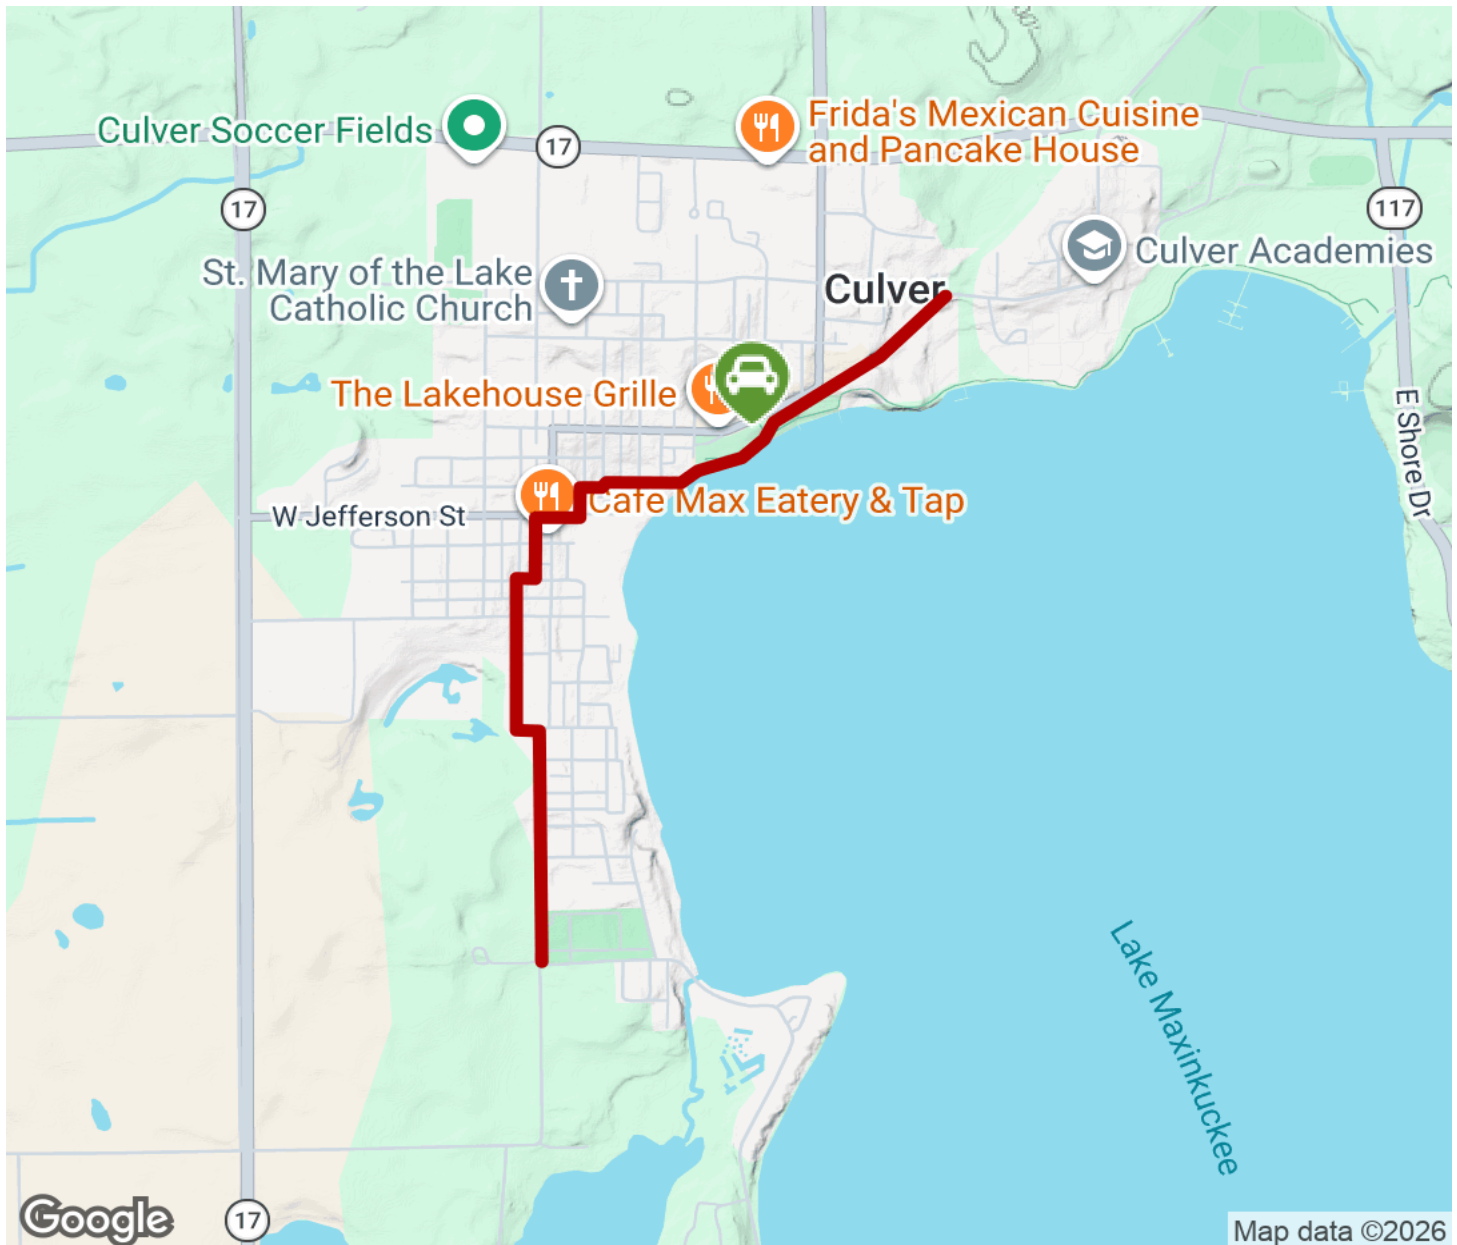 Frida's Mexican Cuisine
and Pancake House
Culver Soccer Fields
17
17
117
Culver Academies
St. Mary of the Lake
Catholic Church
Culver
The Lakehouse Grille
E Shore Dr
Cafe Max Eatery & Tap
W Jefferson St
Lake Maxinkuckee
Google
17
Map data ©2026